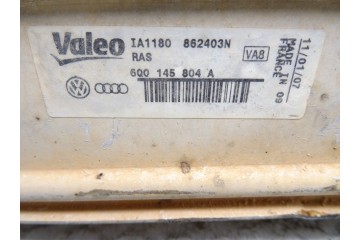 Valeo IA1180 862403N
RAS VA8
6Q0 145 804 A
11/01/07
MADE IN
FRANCE 09